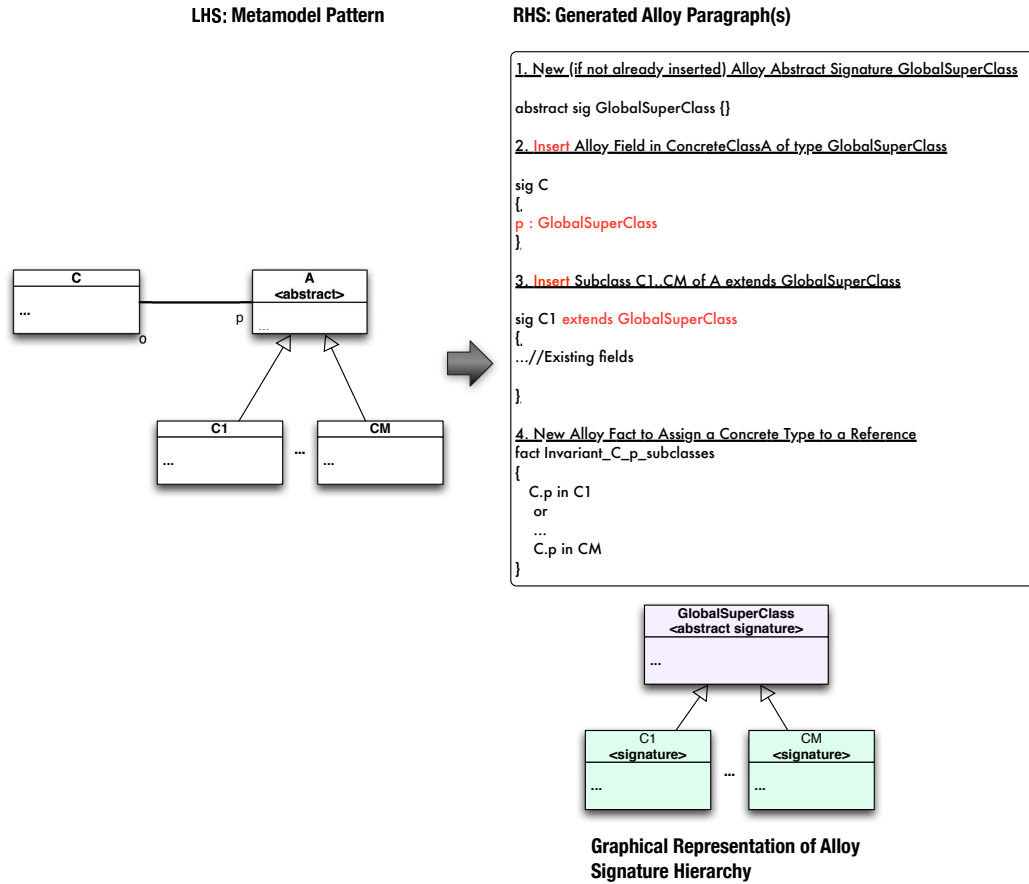 LHS: Metamodel Pattern
RHS: Generated Alloy Paragraph(s)
C
...
o
p
A
<abstract>
...
C1
...
...
CM
...
1. New (if not already inserted) Alloy Abstract Signature GlobalSuperClass
abstract sig GlobalSuperClass {}
2. Insert Alloy Field in ConcreteClassA of type GlobalSuperClass
sig C
{
p : GlobalSuperClass
}
3. Insert Subclass C1..CM of A extends GlobalSuperClass
sig C1 extends GlobalSuperClass
{
...//Existing fields
}
4. New Alloy Fact to Assign a Concrete Type to a Reference
fact Invariant_C_p_subclasses
{
C.p in C1
or
...
C.p in CM
}
GlobalSuperClass
<abstract signature>
...
C1
<signature>
...
...
CM
<signature>
...
Graphical Representation of Alloy
Signature Hierarchy